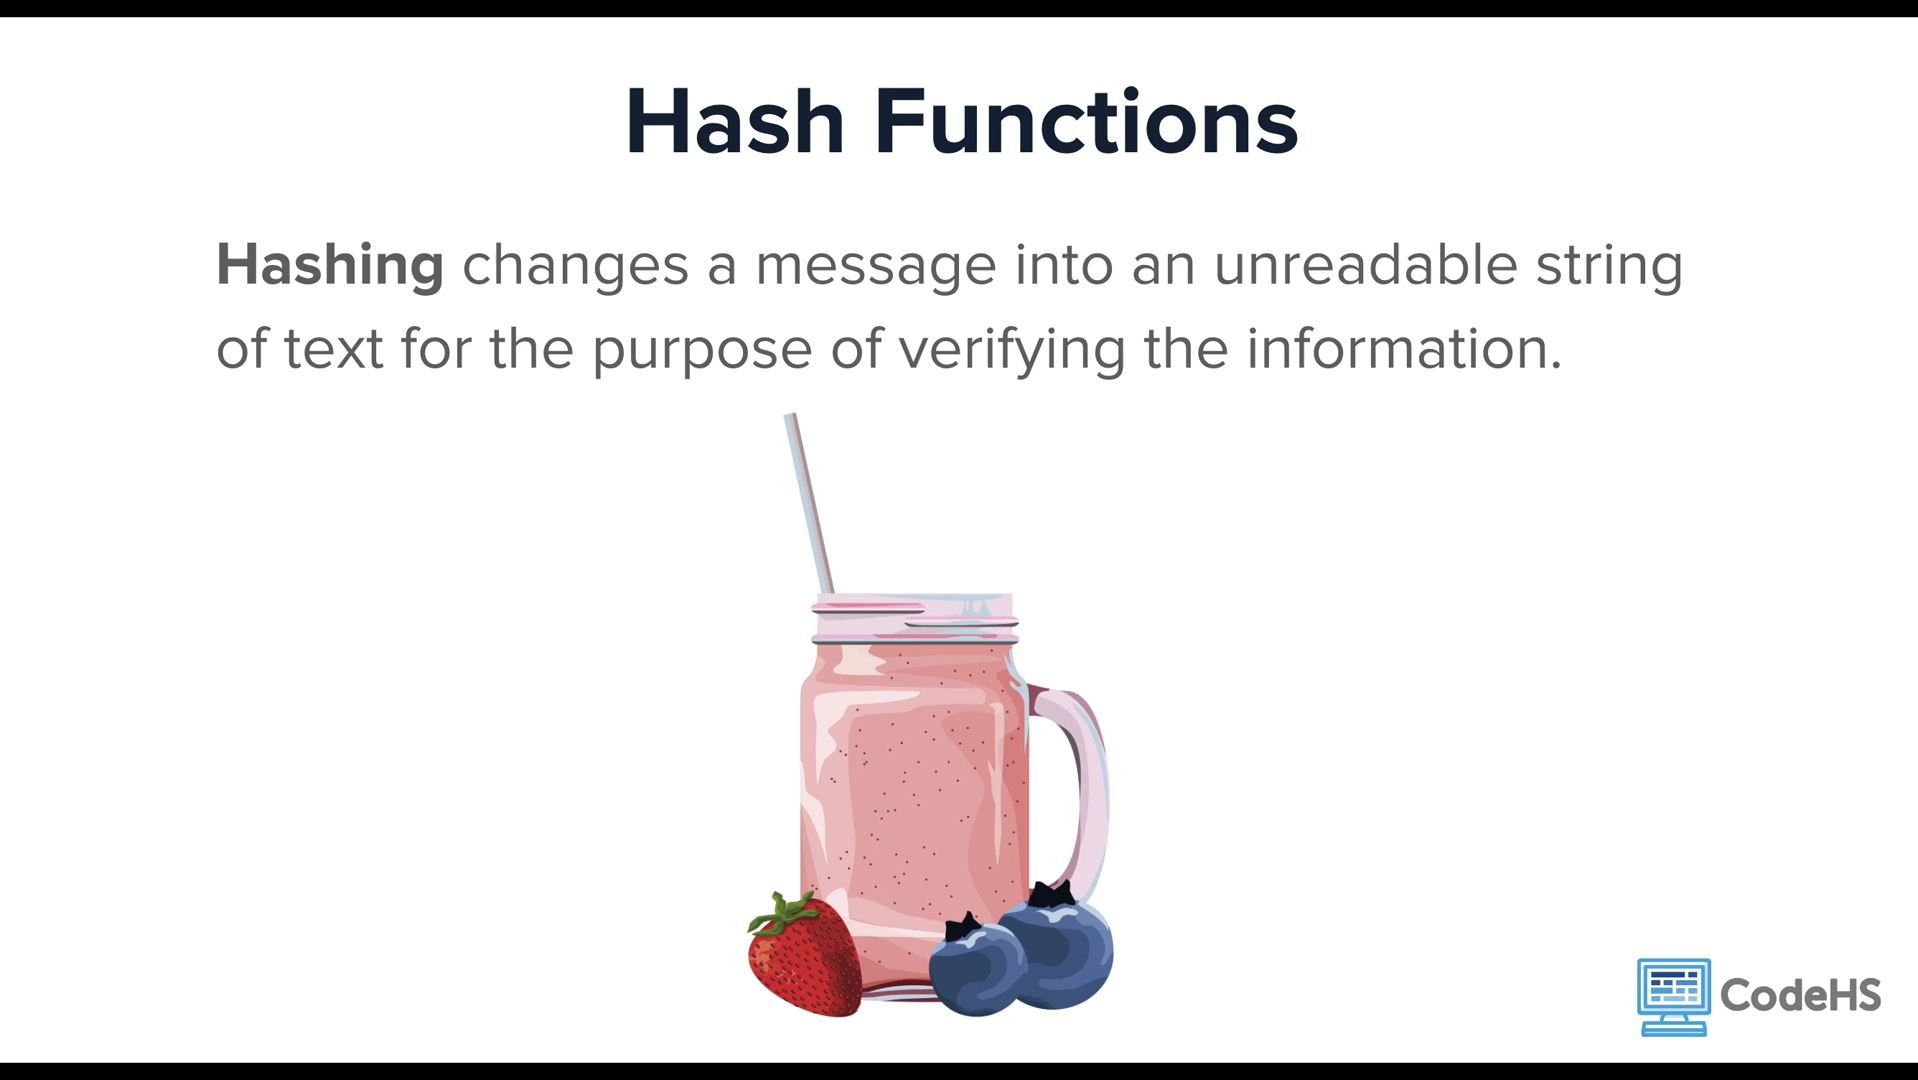 Hash Functions
Hashing changes a message into an unreadable string
of text for the purpose of verifying the information.
CodeHS